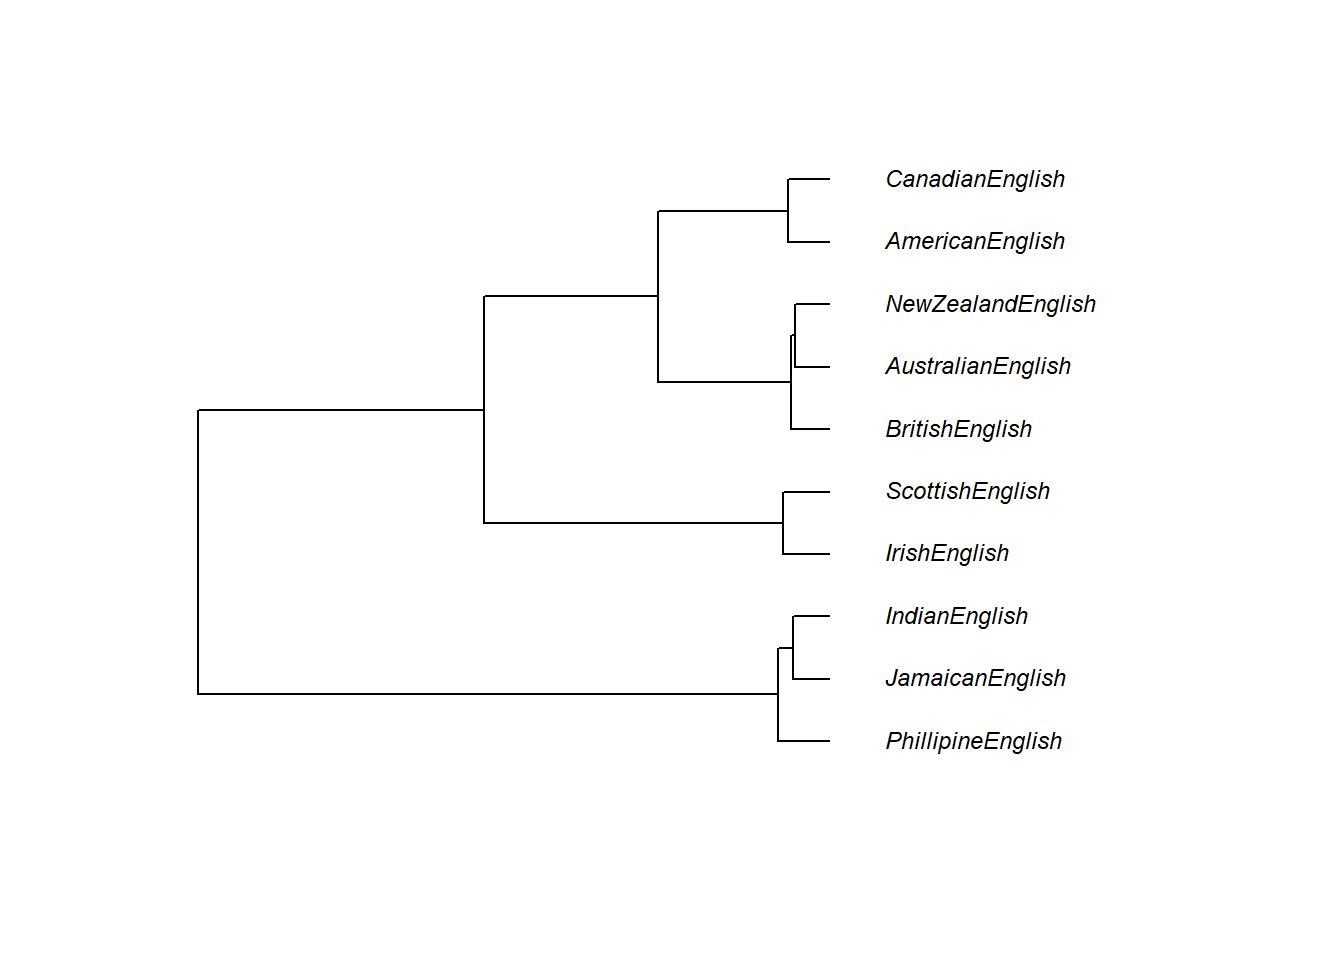 CanadianEnglish
AmericanEnglish
NewZealandEnglish
AustralianEnglish
BritishEnglish
ScottishEnglish
IrishEnglish
IndianEnglish
JamaicanEnglish
PhillipineEnglish